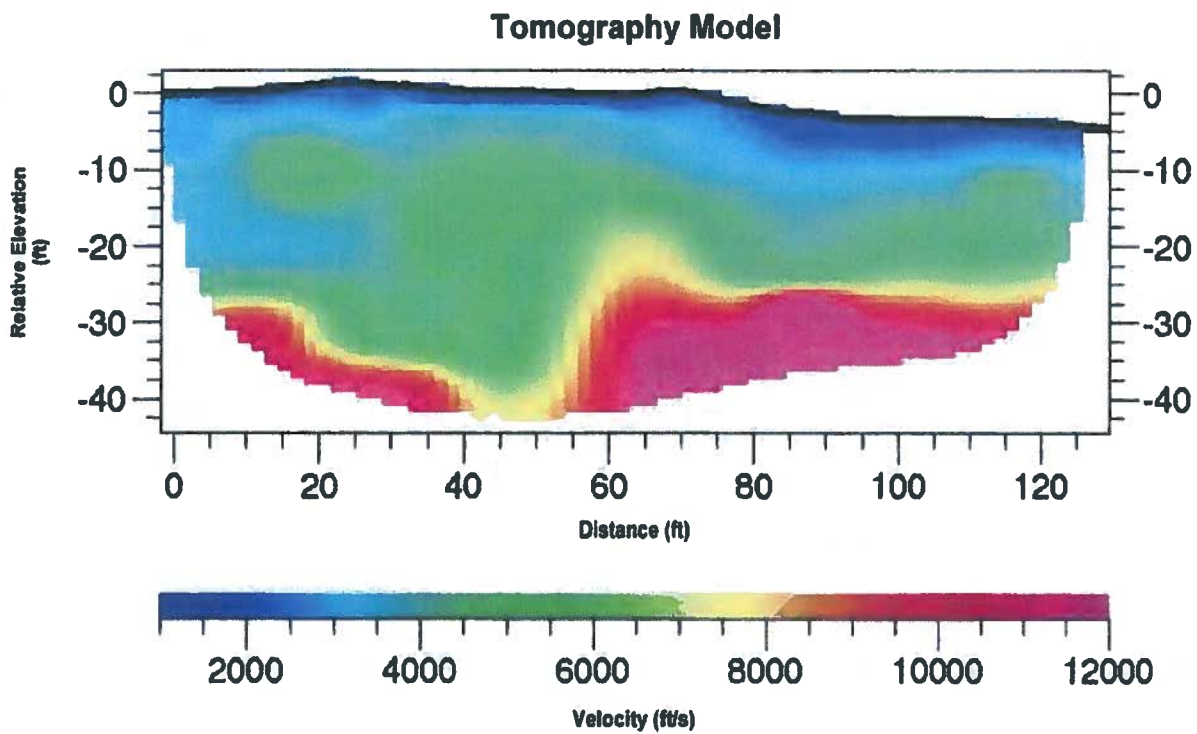 Tomography Model
0
-10
-20
-30
-40
Relative Elevation
(ft)
0
-10
-20
-30
-40
0 20 40 60 80 100 120
Distance (ft)
2000 4000 6000 8000 10000 12000
Velocity (ft/s)